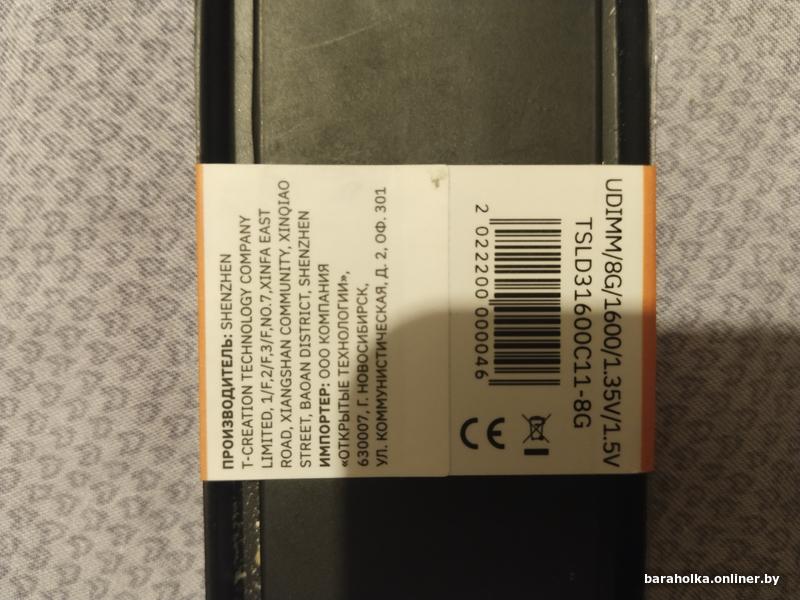 UDIMM/8G/1600/1.35V/1.5V
TSLD31600C11-8G
2 022200 000046
CE
ПРОИЗВОДИТЕЛЬ: SHENZHEN
T-CREATION TECHNOLOGY COMPANY
LIMITED, 1/F,2/F,3/F,NO.7,XINFA EAST
ROAD, XIANGSHAN COMMUNITY, XINQIAO
STREET, BAOAN DISTRICT, SHENZHEN
ИМПОРТЕР: ООО КОМПАНИЯ
«ОТКРЫТЫЕ ТЕХНОЛОГИИ»,
630007, Г. НОВОСИБИРСК,
УЛ. КОММУНИСТИЧЕСКАЯ, Д. 2, ОФ. 301
baraholka.onliner.by